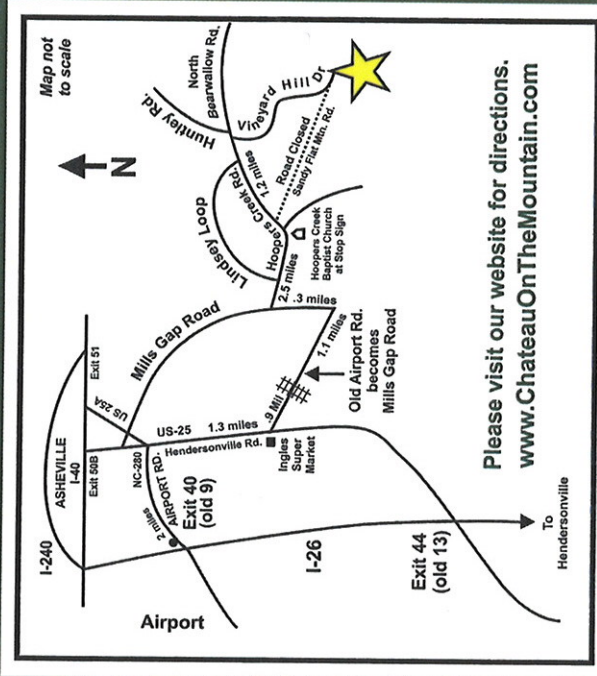 Map not
to scale
N
North
Bearwallow Rd.
Huntley Rd.
Vineyard Hill Dr
Road Closed
Sandy Flat Mtn. Rd.
1.2 miles
Hoopers Creek Rd.
Lindsey Loop
Hoopers Creek
Baptist Church
at Stop Sign
2.5 miles
.3 miles
Mills Gap Road
1.1 miles
Old Airport Rd.
becomes
Mills Gap Road
.9 Mil
Exit 51
US 25A
US-25 1.3 miles
Hendersonville Rd.
Ingles
Super
Market
ASHEVILLE
I-40
Exit 50B
NC-280
AIRPORT RD.
2 miles
Exit 40
(old 9)
I-240
I-26
Airport
Exit 44
(old 13)
To
Hendersonville
Please visit our website for directions.
www.ChateauOnTheMountain.com